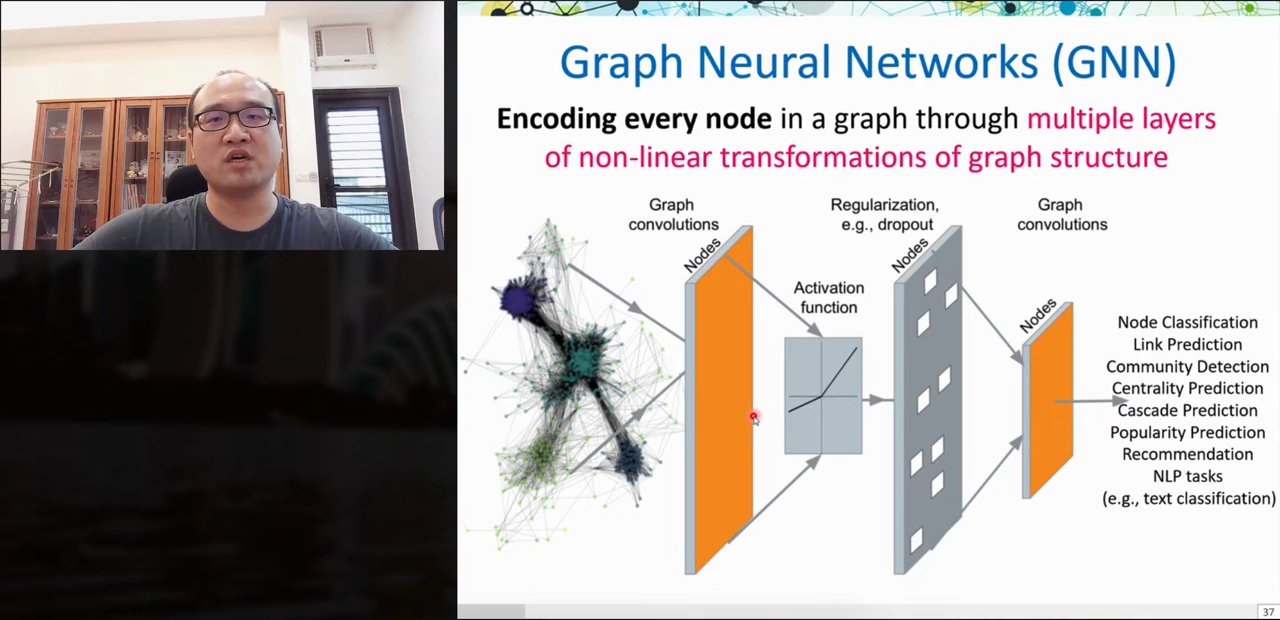 Graph Neural Networks (GNN)
Encoding every node in a graph through multiple layers
of non-linear transformations of graph structure
Graph
convolutions
Regularization,
e.g., dropout
Graph
convolutions
Nodes
Nodes
Activation
function
Nodes
Node Classification
Link Prediction
Community Detection
Centrality Prediction
Cascade Prediction
Popularity Prediction
Recommendation
NLP tasks
(e.g., text classification)
37